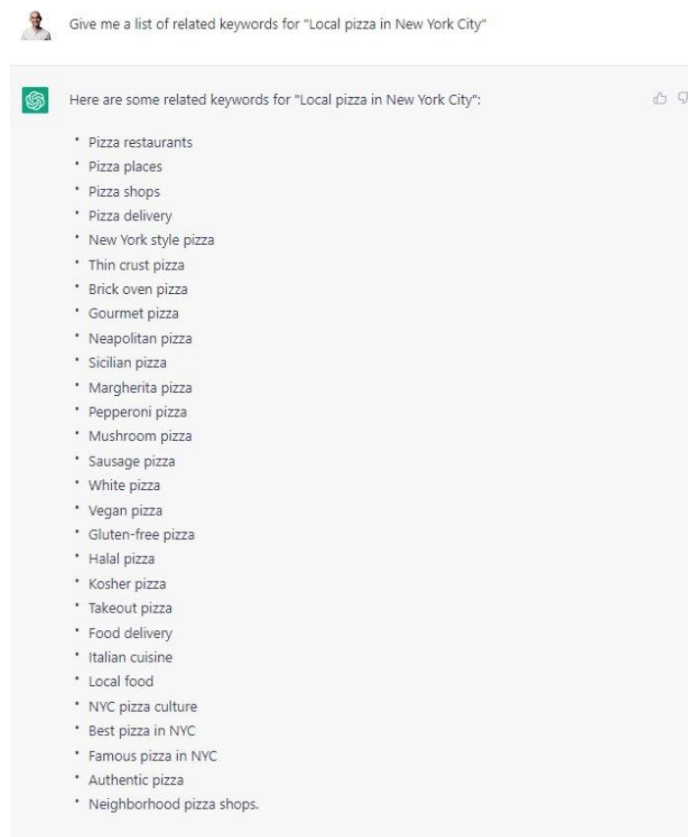 Give me a list of related keywords for "Local pizza in New York City"
Here are some related keywords for "Local pizza in New York City":
• Pizza restaurants
• Pizza places
• Pizza shops
• Pizza delivery
• New York style pizza
• Thin crust pizza
• Brick oven pizza
• Gourmet pizza
• Neapolitan pizza
• Sicilian pizza
• Margherita pizza
• Pepperoni pizza
• Mushroom pizza
• Sausage pizza
• White pizza
• Vegan pizza
• Gluten-free pizza
• Halal pizza
• Kosher pizza
• Takeout pizza
• Food delivery
• Italian cuisine
• Local food
• NYC pizza culture
• Best pizza in NYC
• Famous pizza in NYC
• Authentic pizza
• Neighborhood pizza shops.